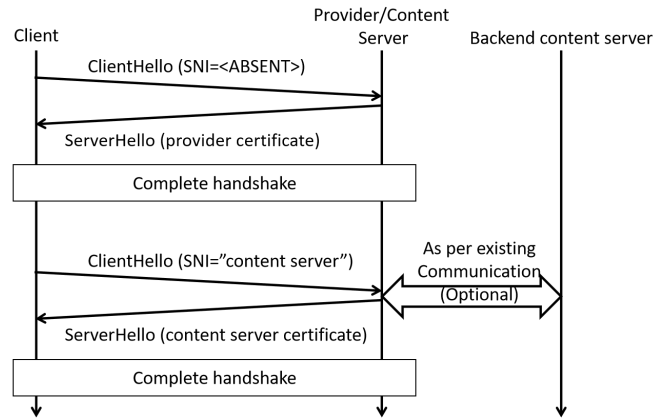 Client
Provider/Content
Server
Backend content server
ClientHello (SNI=<ABSENT>)
ServerHello (provider certificate)
Complete handshake
ClientHello (SNI=”content server”)
As per existing
Communication
(Optional)
ServerHello (content server certificate)
Complete handshake